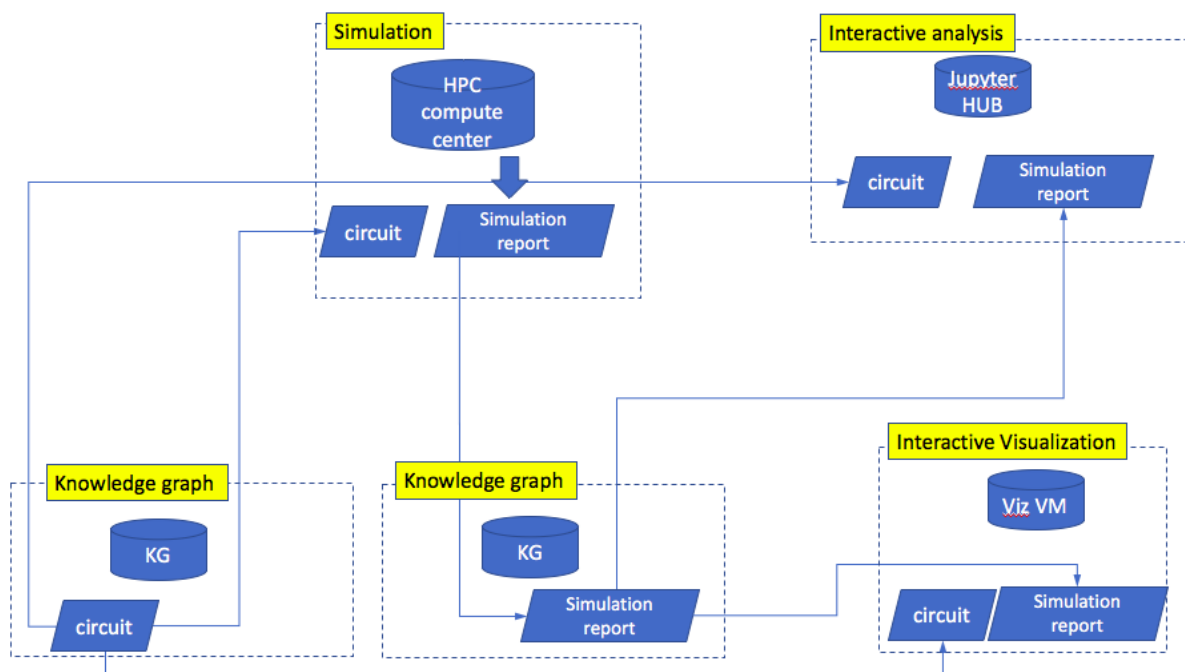 Simulation
HPC
compute
center
circuit
Simulation
report
Interactive analysis
Jupyter
HUB
circuit
Simulation
report
Knowledge graph
KG
circuit
Knowledge graph
KG
Simulation
report
Interactive Visualization
Viz VM
circuit
Simulation
report